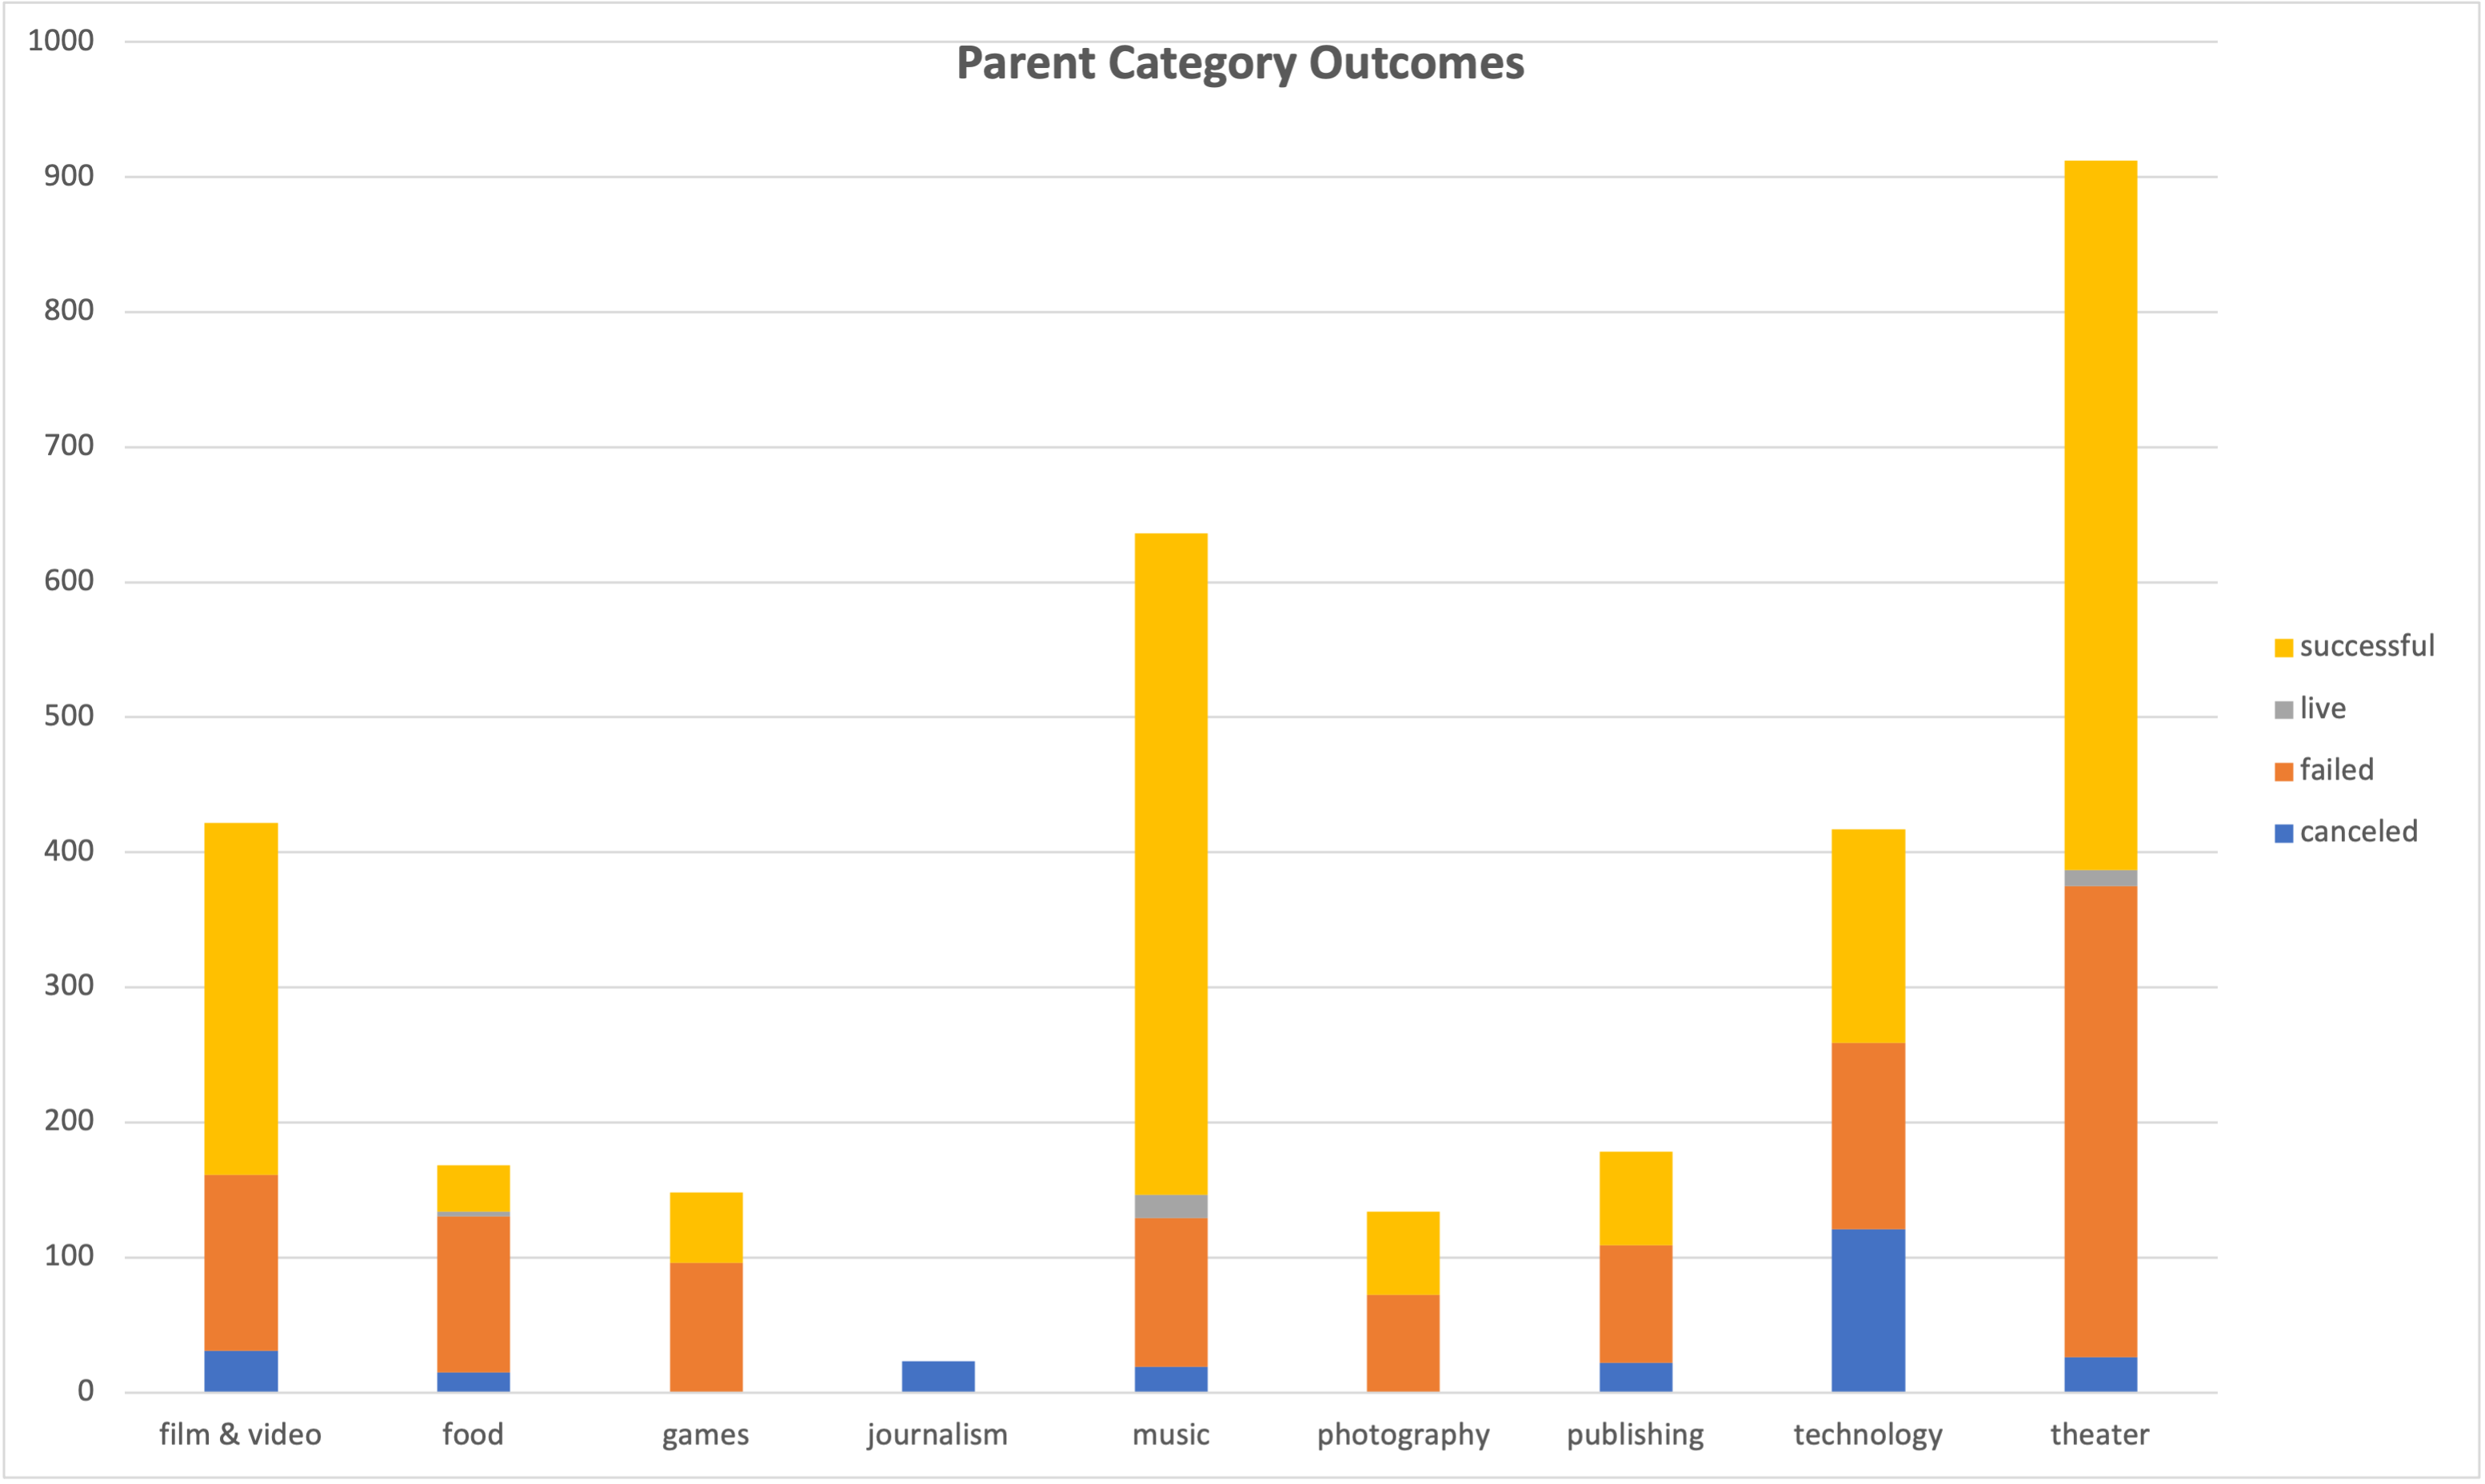 Parent Category Outcomes
1000
900
800
700
600
500
400
300
200
100
0
film & video food games journalism music photography publishing technology theater
successful
live
failed
canceled